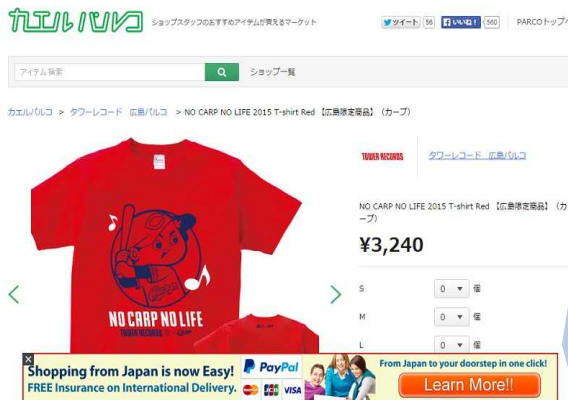 カエルパルコ ショップスタッフのおすすめアイテムが買えるマーケット
ツイート 56 いいね! 560 PARCOトップペ
アイテム検索 ショップ一覧
カエルパルコ > タワーレコード 広島パルコ > NO CARP NO LIFE 2015 T-shirt Red 【広島限定商品】 (カープ)
TOWER RECORDS タワーレコード 広島パルコ
NO CARP NO LIFE 2015 T-shirt Red 【広島限定商品】 (カ
ープ)
¥3,240
S 0 個
M 0 個
L 0 個
NO CARP NO LIFE
TOWER RECORDS
Shopping from Japan is now Easy!
FREE Insurance on International Delivery.
PayPal
JCB VISA
From Japan to your doorstep in one click!
Learn More!!